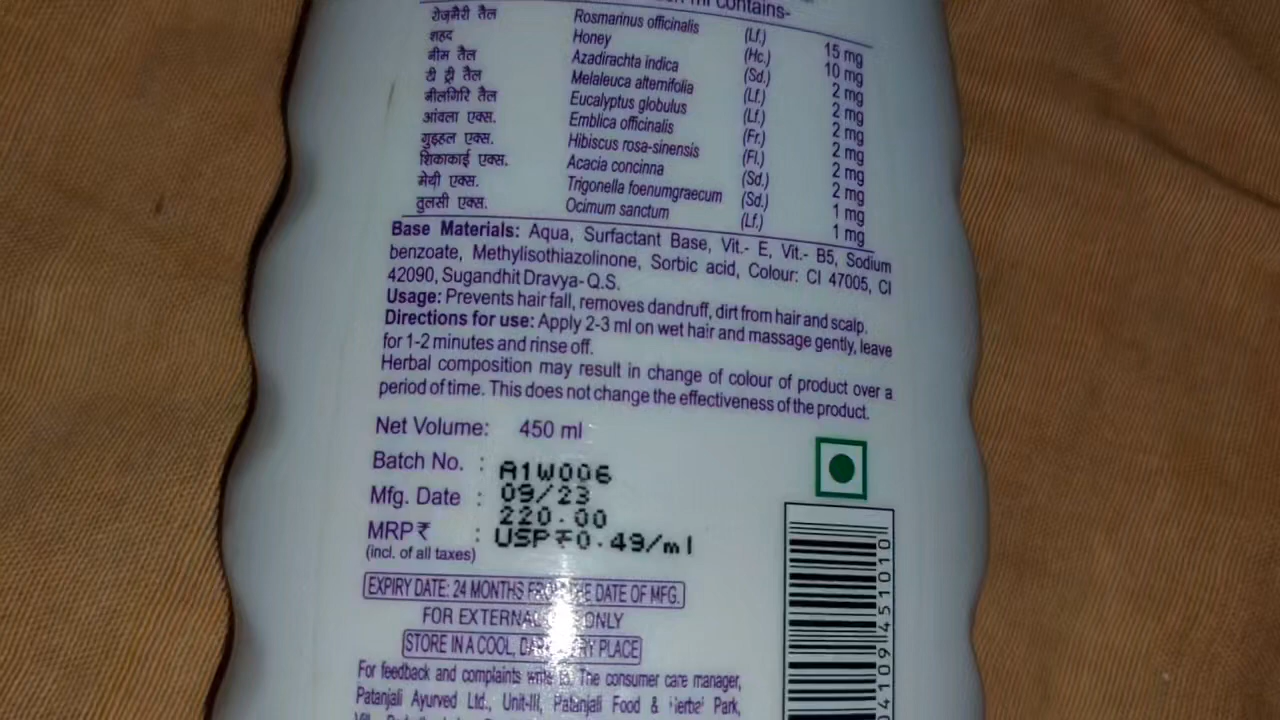 contains-
रोज़मैरी तैल Rosmarinus officinalis (Lf.) 15 mg
शहद Honey (Hc.) 10 mg
नीम तैल Azadirachta indica (Sd.) 2 mg
टी ट्री तैल Melaleuca alternifolia (Lf.) 2 mg
नीलगिरि तैल Eucalyptus globulus (Lf.) 2 mg
आंवला एक्स. Emblica officinalis (Fr.) 2 mg
गुड़हल एक्स. Hibiscus rosa-sinensis (Fl.) 2 mg
शिकाकाई एक्स. Acacia concinna (Sd.) 2 mg
मेथी एक्स. Trigonella foenumgraecum (Sd.) 1 mg
तुलसी एक्स. Ocimum sanctum (Lf.) 1 mg
Base Materials: Aqua, Surfactant Base, Vit.- E, Vit.- B5, Sodium
benzoate, Methylisothiazolinone, Sorbic acid, Colour: CI 47005, CI
42090, Sugandhit Dravya- Q.S.
Usage: Prevents hair fall, removes dandruff, dirt from hair and scalp.
Directions for use: Apply 2-3 ml on wet hair and massage gently, leave
for 1-2 minutes and rinse off.
Herbal composition may result in change of colour of product over a
period of time. This does not change the effectiveness of the product.
Net Volume: 450 ml
Batch No. : A1W006
Mfg. Date : 09/23
220.00
MRP ₹ : USP ₹0.49/ml
(incl. of all taxes)
EXPIRY DATE: 24 MONTHS FROM THE DATE OF MFG.
FOR EXTERNAL ONLY
STORE IN A COOL, DARK DRY PLACE
For feedback and complaints write to. The consumer care manager,
Patanjali Ayurved Ltd., Unit-III, Patanjali Food & Herbal Park,
04109 451010